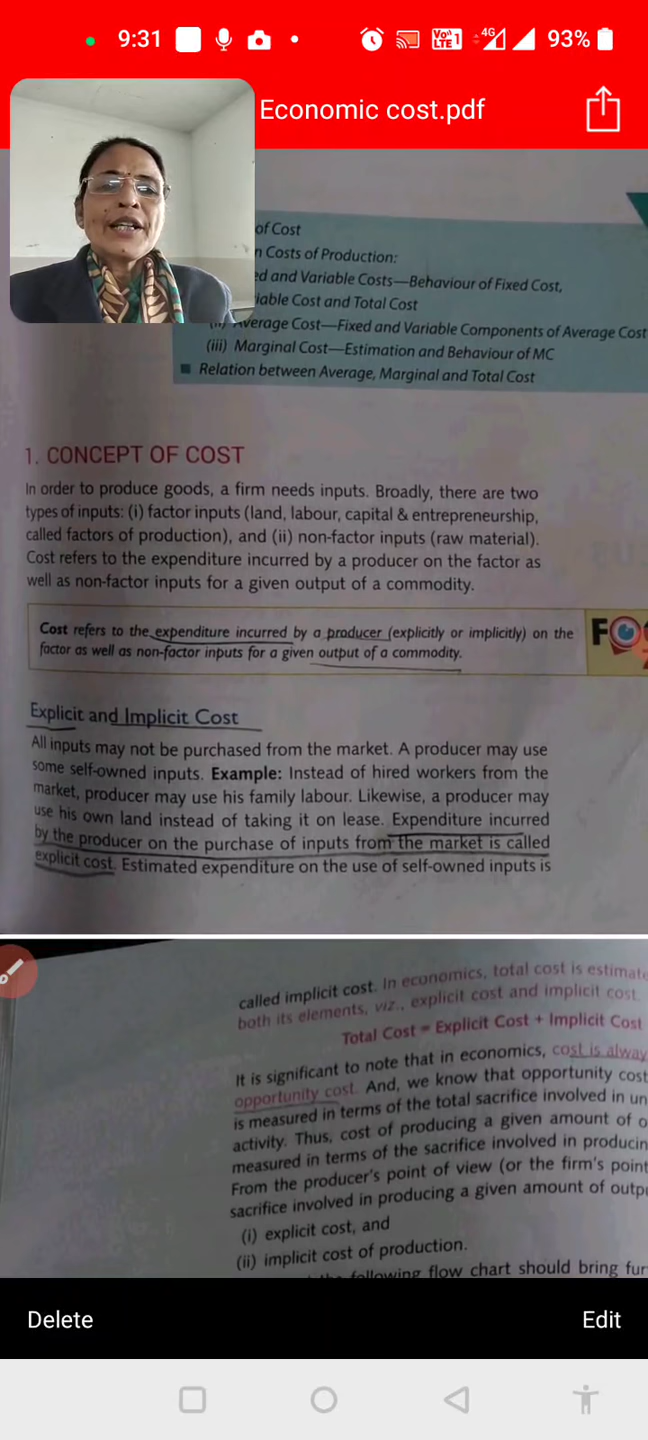 9:31
Vo))
LTE1
4G
93%
Economic cost.pdf
of Cost
n Costs of Production:
ed and Variable Costs—Behaviour of Fixed Cost,
iable Cost and Total Cost
Average Cost—Fixed and Variable Components of Average Cost
(iii) Marginal Cost—Estimation and Behaviour of MC
■ Relation between Average, Marginal and Total Cost
1. CONCEPT OF COST
In order to produce goods, a firm needs inputs. Broadly, there are two
types of inputs: (i) factor inputs (land, labour, capital & entrepreneurship,
called factors of production), and (ii) non-factor inputs (raw material).
Cost refers to the expenditure incurred by a producer on the factor as
well as non-factor inputs for a given output of a commodity.
Cost refers to the expenditure incurred by a producer (explicitly or implicitly) on the
factor as well as non-factor inputs for a given output of a commodity.
FO
Explicit and Implicit Cost
All inputs may not be purchased from the market. A producer may use
some self-owned inputs. Example: Instead of hired workers from the
market, producer may use his family labour. Likewise, a producer may
use his own land instead of taking it on lease. Expenditure incurred
by the producer on the purchase of inputs from the market is called
explicit cost. Estimated expenditure on the use of self-owned inputs is
called implicit cost. In economics, total cost is estimate
both its elements, viz., explicit cost and implicit cost.
Total Cost = Explicit Cost + Implicit Cost
It is significant to note that in economics, cost is alway
opportunity cost. And, we know that opportunity cost
is measured in terms of the total sacrifice involved in un
activity. Thus, cost of producing a given amount of o
measured in terms of the sacrifice involved in producin
From the producer's point of view (or the firm's point
sacrifice involved in producing a given amount of outpu
(i) explicit cost, and
(ii) implicit cost of production.
the following flow chart should bring fur
Delete
Edit